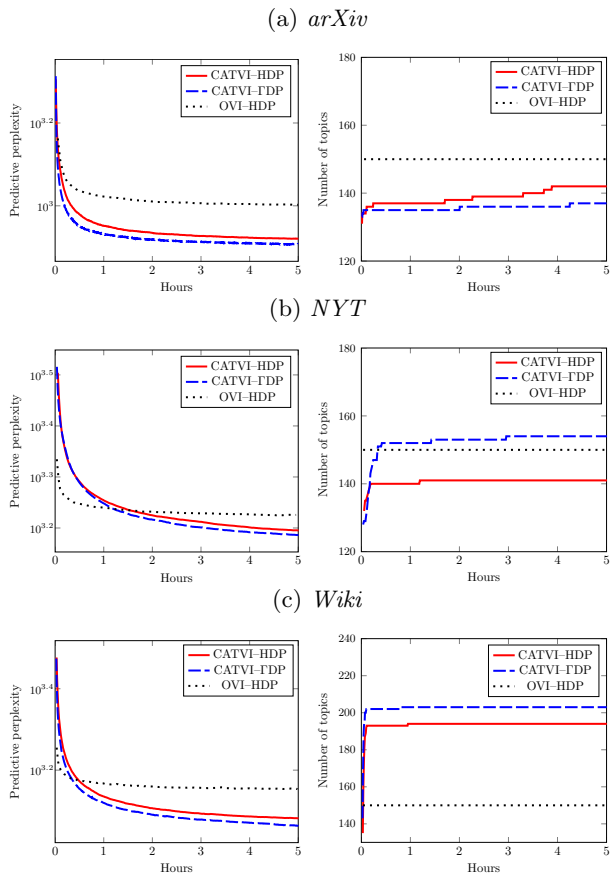 (a) arXiv
Predictive perplexity
10^3.2
10^3
0 1 2 3 4 5
Hours
CATVI–HDP
CATVI–ΓDP
OVI–HDP
Number of topics
180
160
140
120
0 1 2 3 4 5
Hours
CATVI–HDP
CATVI–ΓDP
OVI–HDP
(b) NYT
Predictive perplexity
10^3.5
10^3.4
10^3.3
10^3.2
0 1 2 3 4 5
Hours
CATVI–HDP
CATVI–ΓDP
OVI–HDP
Number of topics
180
160
140
120
0 1 2 3 4 5
Hours
CATVI–HDP
CATVI–ΓDP
OVI–HDP
(c) Wiki
Predictive perplexity
10^3.4
10^3.2
0 1 2 3 4 5
Hours
CATVI–HDP
CATVI–ΓDP
OVI–HDP
Number of topics
240
220
200
180
160
140
0 1 2 3 4 5
Hours
CATVI–HDP
CATVI–ΓDP
OVI–HDP